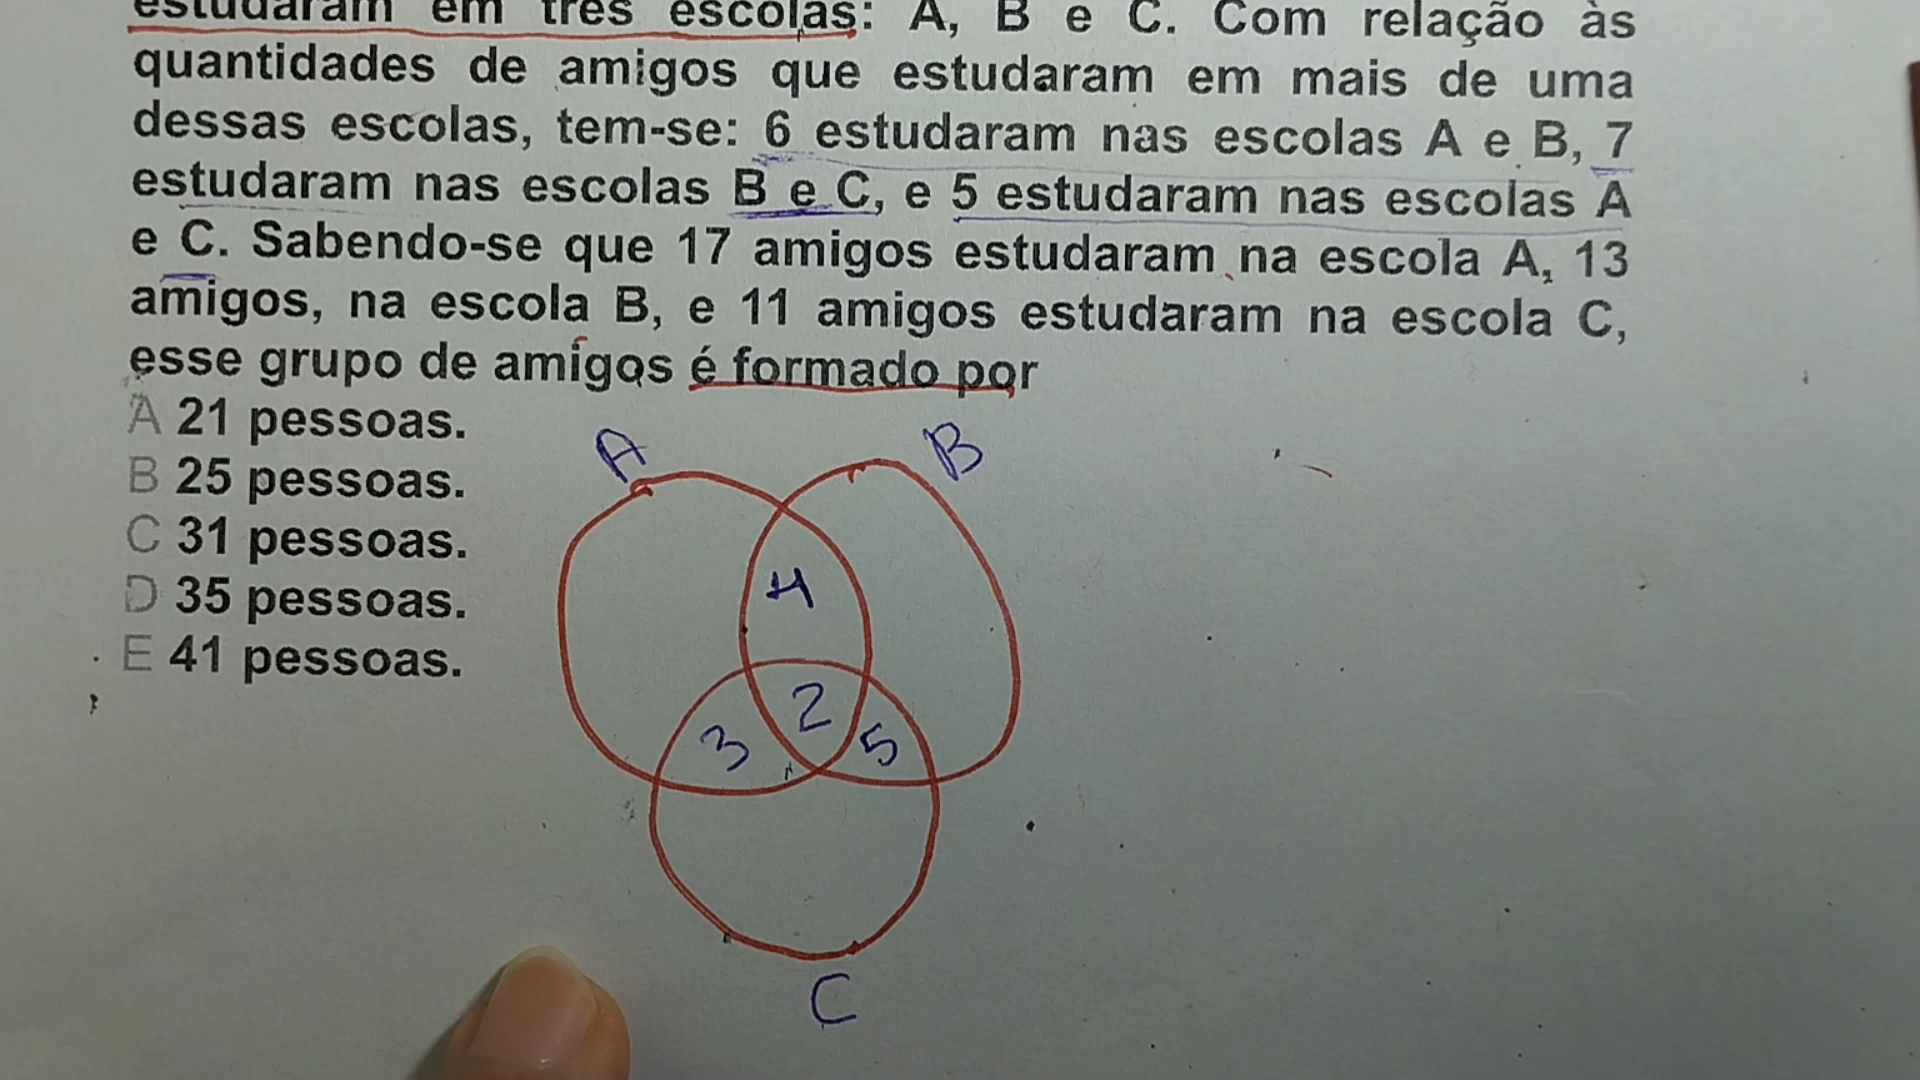 estudaram em três escolas: A, B e C. Com relação às
quantidades de amigos que estudaram em mais de uma
dessas escolas, tem-se: 6 estudaram nas escolas A e B, 7
estudaram nas escolas B e C, e 5 estudaram nas escolas A
e C. Sabendo-se que 17 amigos estudaram na escola A, 13
amigos, na escola B, e 11 amigos estudaram na escola C,
esse grupo de amigos é formado por
A 21 pessoas.
B 25 pessoas.
C 31 pessoas.
D 35 pessoas.
E 41 pessoas.
A
B
4
2
3
5
C